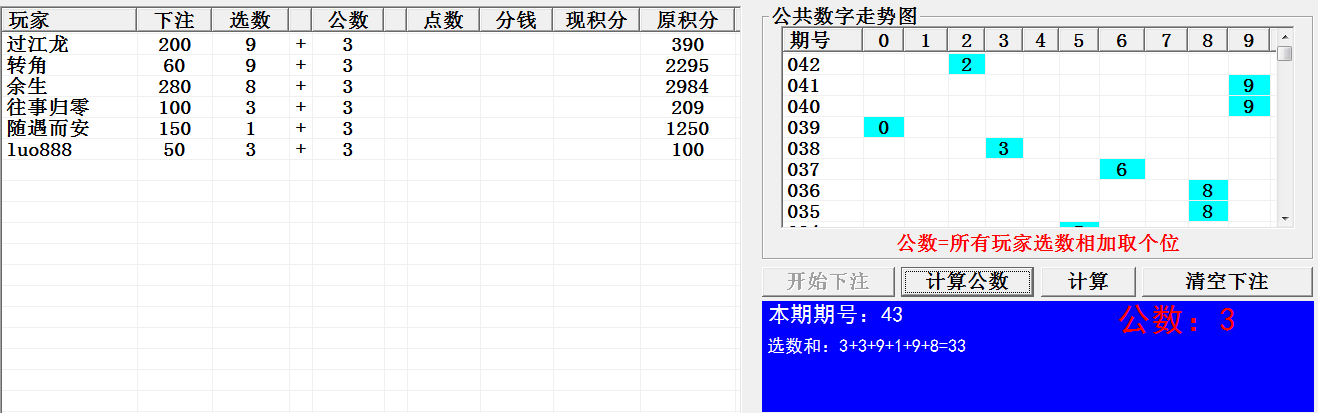 玩家 下注 选数 公数 点数 分钱 现积分 原积分
过江龙 200 9 + 3 390
转角 60 9 + 3 2295
余生 280 8 + 3 2984
往事归零 100 3 + 3 209
随遇而安 150 1 + 3 1250
luo888 50 3 + 3 100
公共数字走势图
期号 0 1 2 3 4 5 6 7 8 9
042 2
041 9
040 9
039 0
038 3
037 6
036 8
035 8
公数=所有玩家选数相加取个位
开始下注 计算公数 计算 清空下注
本期期号：43 公数：3
选数和：3+3+9+1+9+8=33